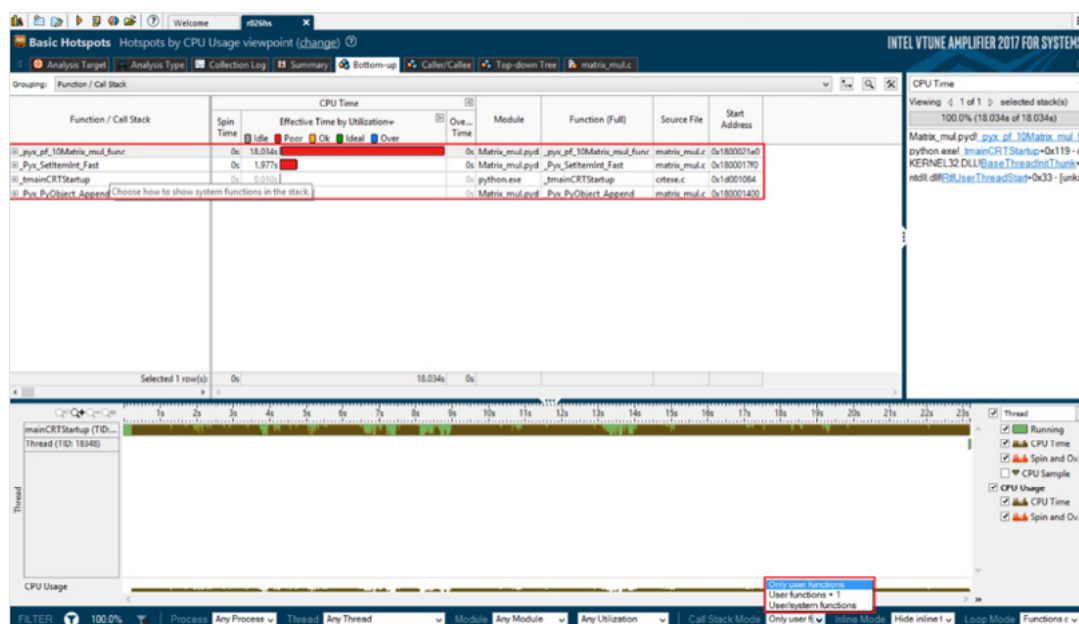 Welcome r026hs X
Basic Hotspots Hotspots by CPU Usage viewpoint (change) ? INTEL VTUNE AMPLIFIER 2017 FOR SYSTEMS
Analysis Target Analysis Type Collection Log Summary Bottom-up Caller/Callee Top-down Tree matrix_mul.c
Grouping: Function / Call Stack CPU Time
Viewing 1 of 1 selected stack(s)
100.0% (18.034s of 18.034s)
Function / Call Stack CPU Time Module Function (Full) Source File Start Address
Spin Time Effective Time by Utilization Ove... Time
Idle Poor Ok Ideal Over
_pyx_pf_10Matrix_mul_func 0s 18.034s 0s Matrix_mul.pyd _pyx_pf_10Matrix_mul_func matrix_mul.c 0x1800021e0
_Pyx_SetItemInt_Fast 0s 1.977s 0s Matrix_mul.pyd _Pyx_SetItemInt_Fast matrix_mul.c 0x1800017f0
_tmainCRTStartup 0s 0.010s 0s python.exe _tmainCRTStartup crtexe.c 0x1d001084
_Pyx_PyObject_Append 0s Matrix_mul.pyd _Pyx_PyObject_Append matrix_mul.c 0x180001400
Choose how to show system functions in the stack.
Matrix_mul.pyd!_pyx_pf_10Matrix_mul_f
python.exe!_tmainCRTStartup+0x119 - c
KERNEL32.DLL!BaseThreadInitThunk+
ntdll.dll!RtlUserThreadStart+0x33 - [unk
Selected 1 row(s): 0s 18.034s 0s
1s 2s 3s 4s 5s 6s 7s 8s 9s 10s 11s 12s 13s 14s 15s 16s 17s 18s 19s 20s 21s 22s 23s
mainCRTStartup (TID:...
Thread (TID: 18348)
Thread
CPU Usage
Thread
Running
CPU Time
Spin and Ov
CPU Sample
CPU Usage
CPU Time
Spin and Ov
Only user functions
User functions + 1
User/system functions
FILTER 100.0% Process Any Process Thread Any Thread Module Any Module Any Utilization Call Stack Mode Only user f Inline Mode Hide inline f Loop Mode Functions c